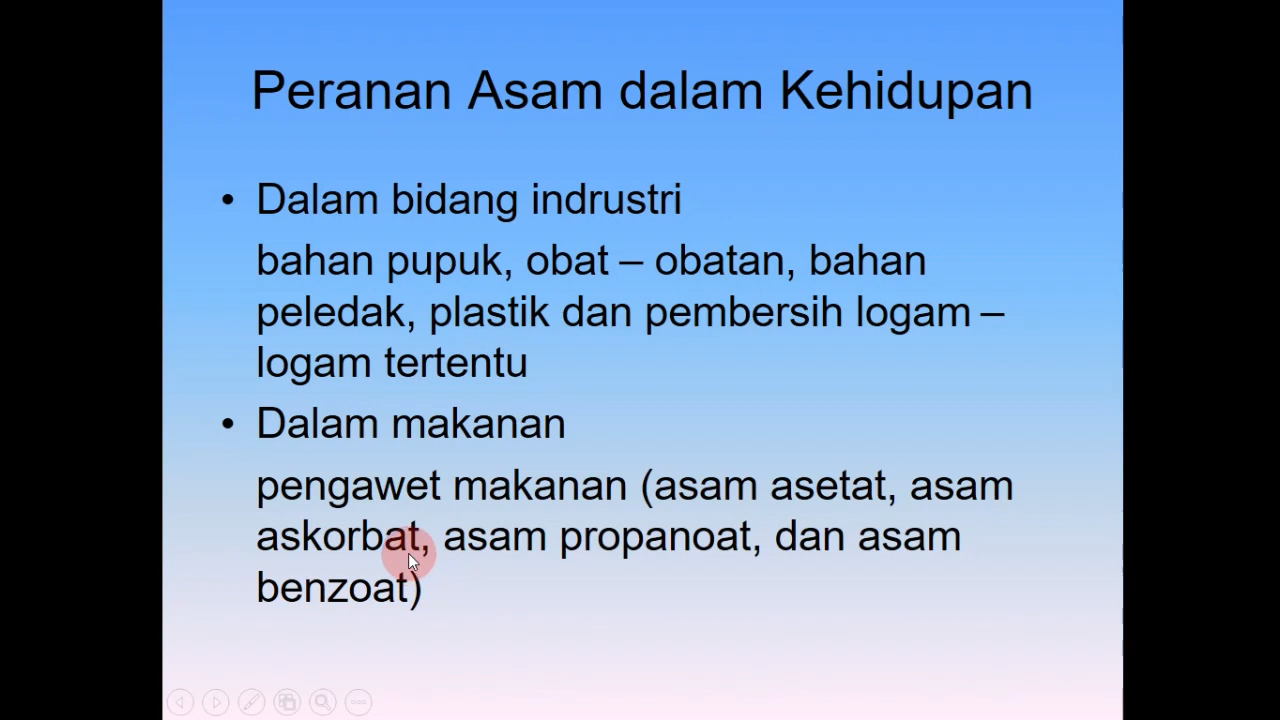 Peranan Asam dalam Kehidupan
• Dalam bidang indrustri
bahan pupuk, obat – obatan, bahan
peledak, plastik dan pembersih logam –
logam tertentu
• Dalam makanan
pengawet makanan (asam asetat, asam
askorbat, asam propanoat, dan asam
benzoat)